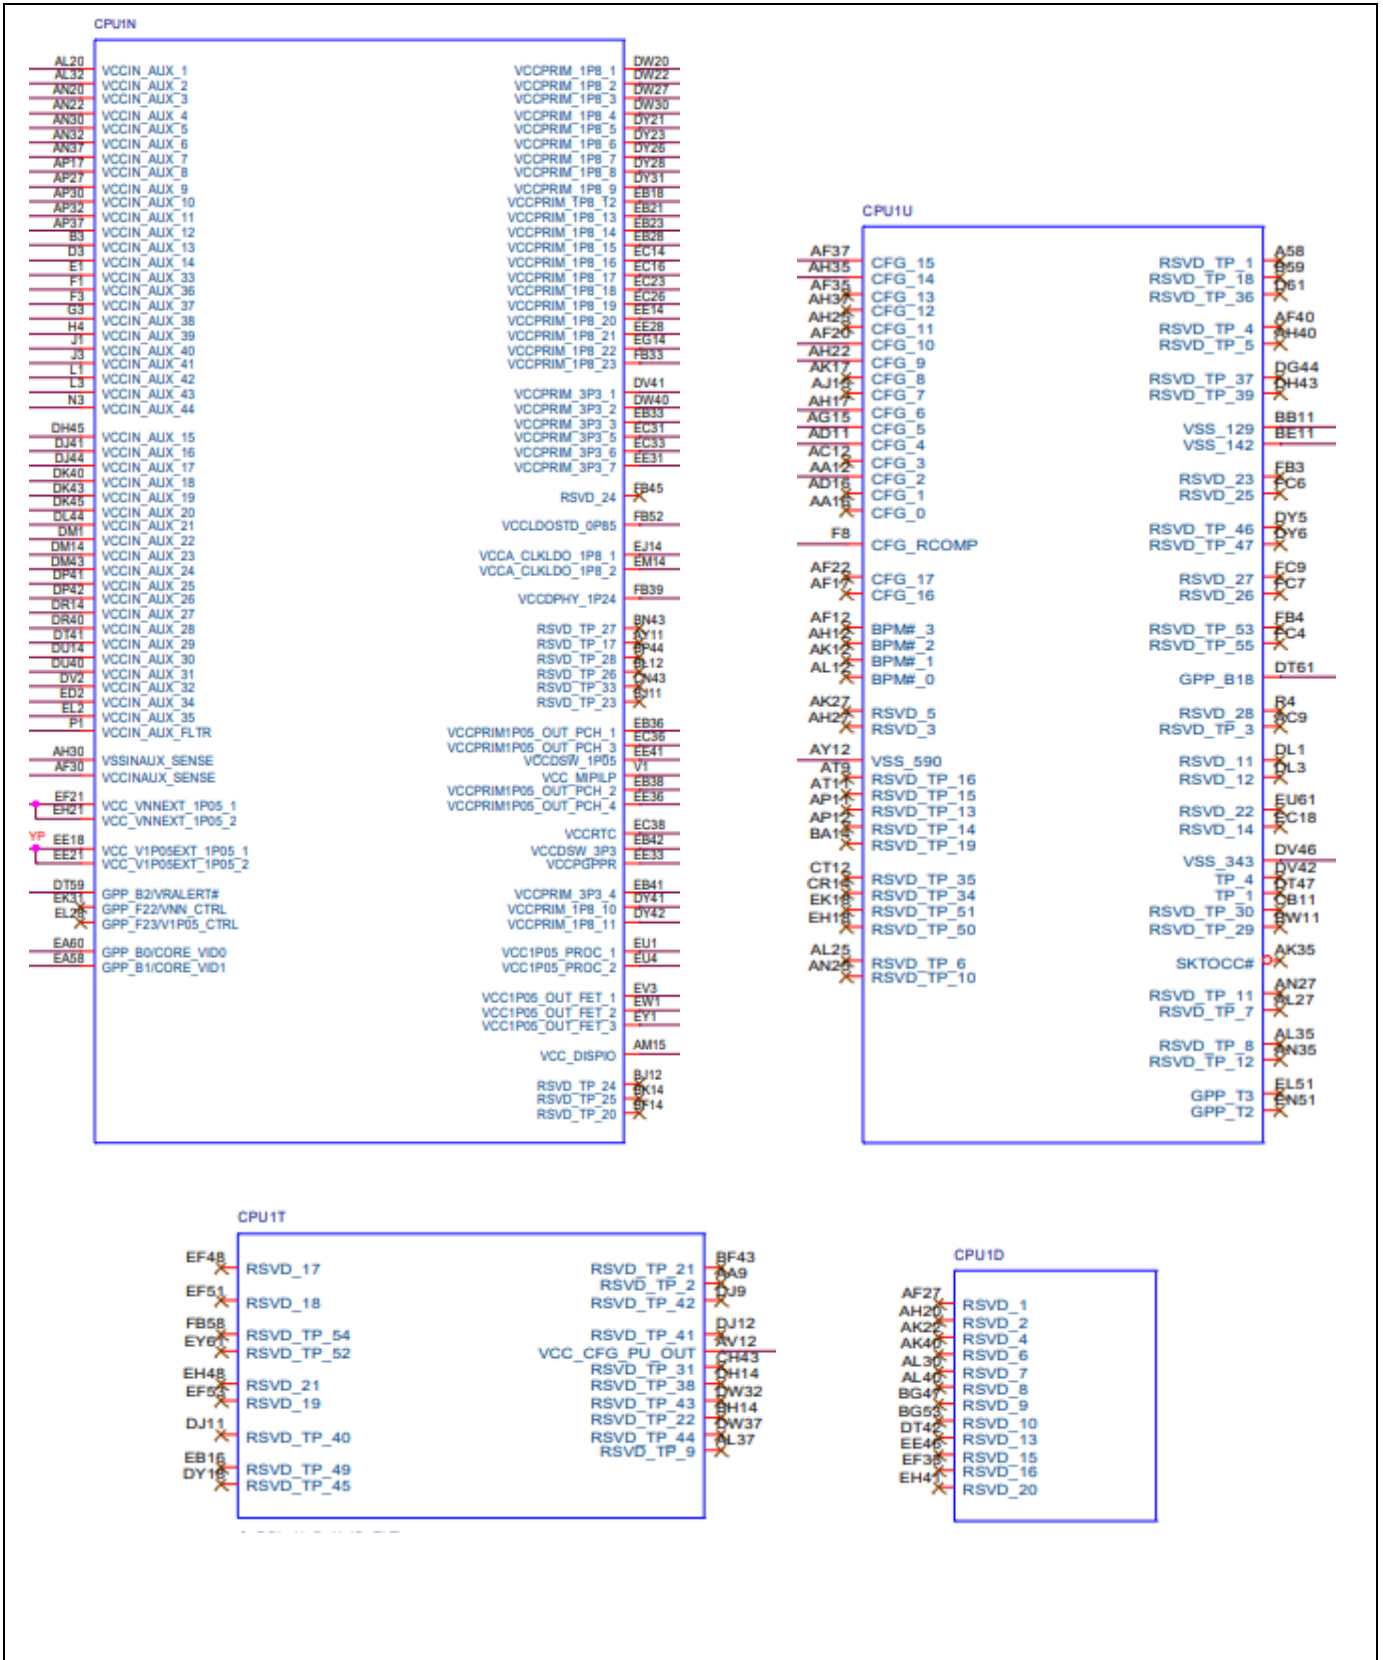 CPU1N
AL20 VCCIN_AUX_1 VCCPRIM_1P8_1 DW20
AL32 VCCIN_AUX_2 VCCPRIM_1P8_2 DW22
AN20 VCCIN_AUX_3 VCCPRIM_1P8_3 DW27
AN22 VCCIN_AUX_4 VCCPRIM_1P8_4 DW30
AN30 VCCIN_AUX_5 VCCPRIM_1P8_5 DY21
AN32 VCCIN_AUX_6 VCCPRIM_1P8_6 DY23
AN37 VCCIN_AUX_7 VCCPRIM_1P8_7 DY26
AP17 VCCIN_AUX_8 VCCPRIM_1P8_8 DY28
AP27 VCCIN_AUX_9 VCCPRIM_1P8_9 DY31
AP30 VCCIN_AUX_10 VCCPRIM_1P8_12 EB18
AP32 VCCIN_AUX_11 VCCPRIM_1P8_13 EB21
AP37 VCCIN_AUX_12 VCCPRIM_1P8_14 EB23
B3 VCCIN_AUX_13 VCCPRIM_1P8_15 EB28
D3 VCCIN_AUX_14 VCCPRIM_1P8_16 EC14
E1 VCCIN_AUX_33 VCCPRIM_1P8_17 EC16
F1 VCCIN_AUX_36 VCCPRIM_1P8_18 EC23
F3 VCCIN_AUX_37 VCCPRIM_1P8_19 EC26
G3 VCCIN_AUX_38 VCCPRIM_1P8_20 EE14
H4 VCCIN_AUX_39 VCCPRIM_1P8_21 EE28
J1 VCCIN_AUX_40 VCCPRIM_1P8_22 EG14
J3 VCCIN_AUX_41 VCCPRIM_1P8_23 FB33
L1 VCCIN_AUX_42
L3 VCCIN_AUX_43 VCCPRIM_3P3_1 DV41
N3 VCCIN_AUX_44 VCCPRIM_3P3_2 DW40
VCCPRIM_3P3_3 EB33
DH45 VCCIN_AUX_15 VCCPRIM_3P3_5 EC31
DJ41 VCCIN_AUX_16 VCCPRIM_3P3_6 EC33
DJ44 VCCIN_AUX_17 VCCPRIM_3P3_7 EE31
DK40 VCCIN_AUX_18
DK43 VCCIN_AUX_19 RSVD_24 FB45
DK45 VCCIN_AUX_20
DL44 VCCIN_AUX_21 VCCLDOSTD_0P85 FB52
DM1 VCCIN_AUX_22
DM14 VCCIN_AUX_23 VCCA_CLKLDO_1P8_1 EJ14
DM43 VCCIN_AUX_24 VCCA_CLKLDO_1P8_2 EM14
DP41 VCCIN_AUX_25
DP42 VCCIN_AUX_26 VCCDPHY_1P24 FB39
DR14 VCCIN_AUX_27
DR40 VCCIN_AUX_28 RSVD_TP_27 BN43
DT41 VCCIN_AUX_29 RSVD_TP_17 AY11
DU14 VCCIN_AUX_30 RSVD_TP_28 BP44
DU40 VCCIN_AUX_31 RSVD_TP_26 BL12
DV2 VCCIN_AUX_32 RSVD_TP_33 CN43
ED2 VCCIN_AUX_34 RSVD_TP_23 BJ11
EL2 VCCIN_AUX_35
P1 VCCIN_AUX_FLTR VCCPRIM1P05_OUT_PCH_1 EB36
VCCPRIM1P05_OUT_PCH_3 EC36
AH30 VSSINAUX_SENSE VCCDSW_1P05 EE41
AF30 VCCINAUX_SENSE VCC_MIPILP V1
VCCPRIM1P05_OUT_PCH_2 EB38
EF21 VCC_VNNEXT_1P05_1 VCCPRIM1P05_OUT_PCH_4 EE36
EH21 VCC_VNNEXT_1P05_2
VCCRTC EC38
YP EE18 VCC_V1P05EXT_1P05_1 VCCDSW_3P3 EB42
EE21 VCC_V1P05EXT_1P05_2 VCCPGPPR EE33
DT59 GPP_B2/VRALERT# VCCPRIM_3P3_4 EB41
EK31 GPP_F22/VNN_CTRL VCCPRIM_1P8_10 DY41
EL28 GPP_F23/V1P05_CTRL VCCPRIM_1P8_11 DY42
EA60 GPP_B0/CORE_VID0 VCC1P05_PROC_1 EU1
EA58 GPP_B1/CORE_VID1 VCC1P05_PROC_2 EU4
VCC1P05_OUT_FET_1 EV3
VCC1P05_OUT_FET_2 EW1
VCC1P05_OUT_FET_3 EY1
VCC_DISPIO AM15
RSVD_TP_24 BJ12
RSVD_TP_25 BK14
RSVD_TP_20 BF14
CPU1U
AF37 CFG_15 RSVD_TP_1 A58
AH35 CFG_14 RSVD_TP_18 B59
AF35 CFG_13 RSVD_TP_36 D61
AH37 CFG_12
AH25 CFG_11 RSVD_TP_4 AF40
AF20 CFG_10 RSVD_TP_5 AH40
AH22 CFG_9
AK17 CFG_8 RSVD_TP_37 DG44
CFG_7 RSVD_TP_39 DH43
AH17 CFG_6
AG15 CFG_5 VSS_129 BB11
AD11 CFG_4 VSS_142 BE11
AC12 CFG_3
AA12 CFG_2 RSVD_23 FB3
AD16 CFG_1 RSVD_25 FC6
AA16 CFG_0
RSVD_TP_46 DY5
F8 CFG_RCOMP RSVD_TP_47 DY6
AF22 CFG_17 RSVD_27 FC9
AF17 CFG_16 RSVD_26 FC7
AF12 BPM#_3 RSVD_TP_53 FB4
AH12 BPM#_2 RSVD_TP_55 FC4
AK12 BPM#_1
AL12 BPM#_0 GPP_B18 DT61
AK27 RSVD_5 RSVD_28 R4
AH27 RSVD_3 RSVD_TP_3 AC9
AY12 VSS_590 RSVD_11 DL1
AT9 RSVD_TP_16 RSVD_12 DL3
AT11 RSVD_TP_15
AP11 RSVD_TP_13 RSVD_22 EU61
AP12 RSVD_TP_14 RSVD_14 EC18
BA14 RSVD_TP_19
VSS_343 DV46
CT12 RSVD_TP_35 TP_4 DV42
CR14 RSVD_TP_34 TP_1 DT47
EK18 RSVD_TP_51 RSVD_TP_30 CB11
EH18 RSVD_TP_50 RSVD_TP_29 BW11
AL25 RSVD_TP_6 SKTOCC# AK35
AN25 RSVD_TP_10
RSVD_TP_11 AN27
RSVD_TP_7 AL27
RSVD_TP_8 AL35
RSVD_TP_12 AN35
GPP_T3 EL51
GPP_T2 EN51
CPU1T
EF48 RSVD_17 RSVD_TP_21 BF43
RSVD_TP_2 AA9
EF51 RSVD_18 RSVD_TP_42 DJ9
FB58 RSVD_TP_54 RSVD_TP_41 DJ12
EY61 RSVD_TP_52 VCC_CFG_PU_OUT AV12
RSVD_TP_31 CH43
EH48 RSVD_21 RSVD_TP_38 DH14
EF53 RSVD_19 RSVD_TP_43 DW32
RSVD_TP_22 BH14
DJ11 RSVD_TP_40 RSVD_TP_44 DW37
RSVD_TP_9 AL37
EB16 RSVD_TP_49
DY18 RSVD_TP_45
CPU1D
AF27 RSVD_1
AH20 RSVD_2
AK22 RSVD_4
AK40 RSVD_6
AL30 RSVD_7
AL40 RSVD_8
BG47 RSVD_9
BG53 RSVD_10
DT42 RSVD_13
EE46 RSVD_15
RSVD_16
EH41 RSVD_20